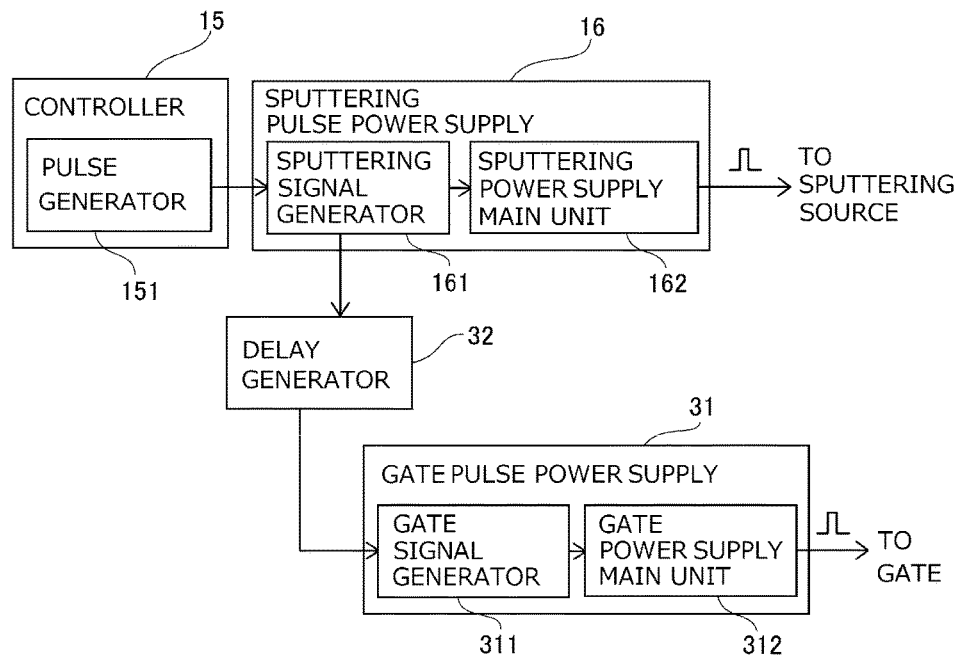 15
16
CONTROLLER
PULSE
GENERATOR
151
SPUTTERING
PULSE POWER SUPPLY
SPUTTERING
SIGNAL
GENERATOR
161
SPUTTERING
POWER SUPPLY
MAIN UNIT
162
TO
SPUTTERING
SOURCE
DELAY
GENERATOR
32
31
GATE PULSE POWER SUPPLY
GATE
SIGNAL
GENERATOR
311
GATE
POWER SUPPLY
MAIN UNIT
312
TO
GATE